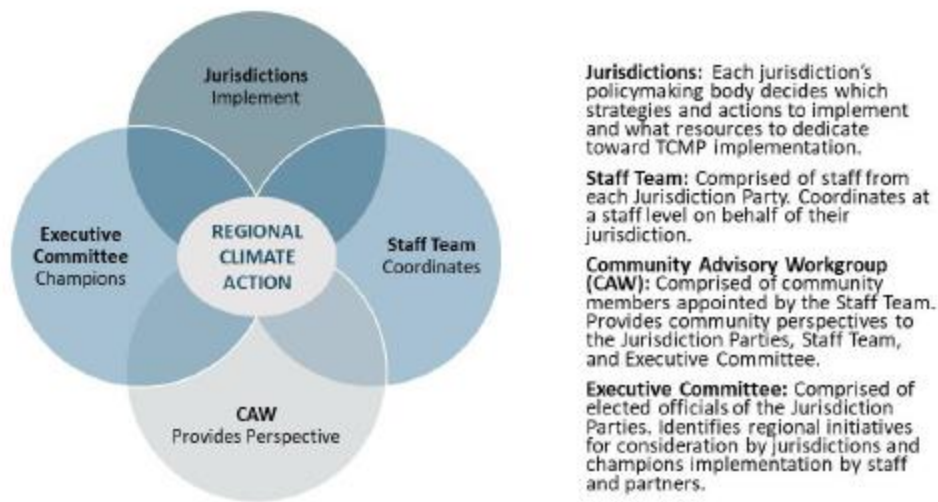 Jurisdictions
Implement
Executive
Committee
Champions
REGIONAL
CLIMATE
ACTION
Staff Team
Coordinates
CAW
Provides Perspective
Jurisdictions: Each jurisdiction's
policymaking body decides which
strategies and actions to implement
and what resources to dedicate
toward TCMP implementation.
Staff Team: Comprised of staff from
each Jurisdiction Party. Coordinates at
a staff level on behalf of their
jurisdiction.
Community Advisory Workgroup
(CAW): Comprised of community
members appointed by the Staff Team.
Provides community perspectives to
the Jurisdiction Parties, Staff Team,
and Executive Committee.
Executive Committee: Comprised of
elected officials of the Jurisdiction
Parties. Identifies regional initiatives
for consideration by jurisdictions and
champions implementation by staff
and partners.